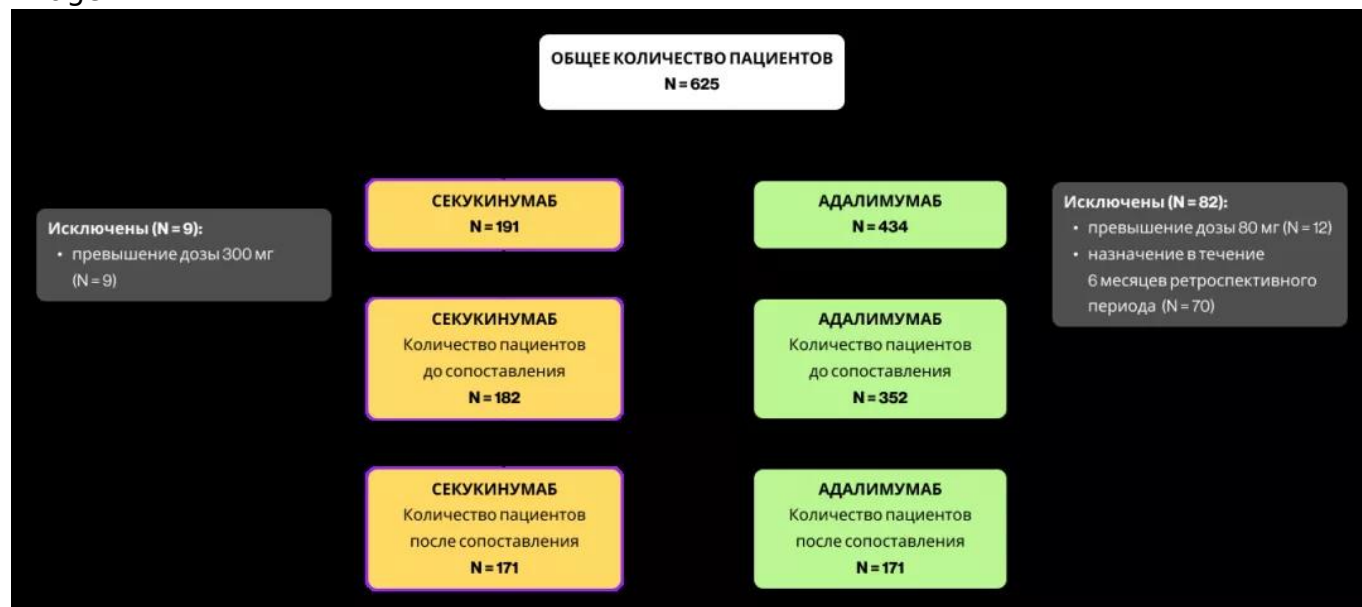 ОБЩЕЕ КОЛИЧЕСТВО ПАЦИЕНТОВ
N = 625
СЕКУКИНУМАБ
N = 191
АДАЛИМУМАБ
N = 434
Исключены (N = 9):
• превышение дозы 300 мг
(N = 9)
Исключены (N = 82):
• превышение дозы 80 мг (N = 12)
• назначение в течение
6 месяцев ретроспективного
периода (N = 70)
СЕКУКИНУМАБ
Количество пациентов
до сопоставления
N = 182
АДАЛИМУМАБ
Количество пациентов
до сопоставления
N = 352
СЕКУКИНУМАБ
Количество пациентов
после сопоставления
N = 171
АДАЛИМУМАБ
Количество пациентов
после сопоставления
N = 171